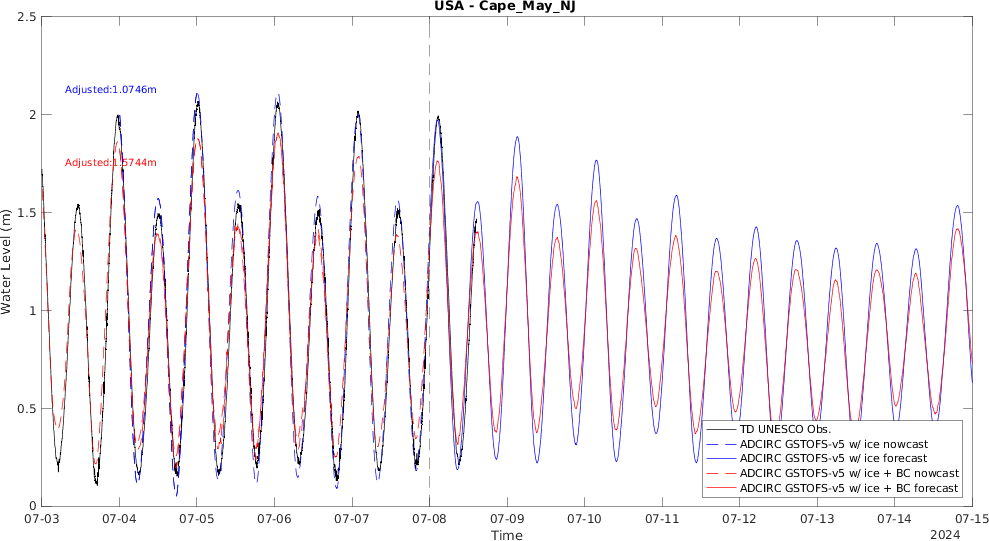 USA - Cape_May_NJ
2.5
2
1.5
1
0.5
0
Water Level (m)
Adjusted:1.0746m
Adjusted:1.5744m
TD UNESCO Obs.
ADCIRC GSTOFS-v5 w/ ice nowcast
ADCIRC GSTOFS-v5 w/ ice forecast
ADCIRC GSTOFS-v5 w/ ice + BC nowcast
ADCIRC GSTOFS-v5 w/ ice + BC forecast
07-03 07-04 07-05 07-06 07-07 07-08 07-09 07-10 07-11 07-12 07-13 07-14 07-15
Time
2024